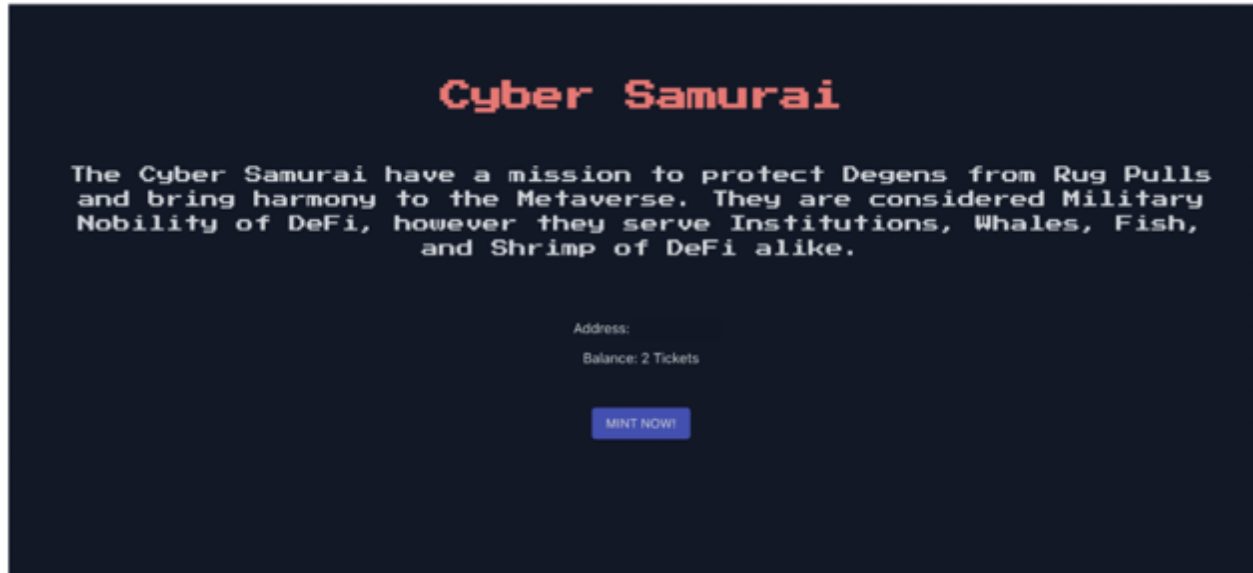 Cyber Samurai
The Cyber Samurai have a mission to protect Degens from Rug Pulls
and bring harmony to the Metaverse. They are considered Military
Nobility of DeFi, however they serve Institutions, Whales, Fish,
and Shrimp of DeFi alike.
Address:
Balance: 2 Tickets
MINT NOW!